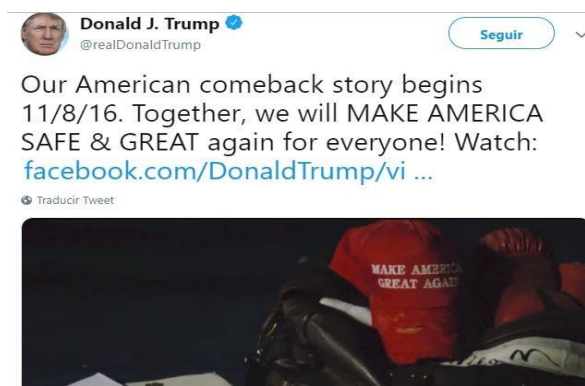 Donald J. Trump
@realDonaldTrump
Seguir
Our American comeback story begins
11/8/16. Together, we will MAKE AMERICA
SAFE & GREAT again for everyone! Watch:
facebook.com/DonaldTrump/vi ...
Traducir Tweet
MAKE AMERICA
GREAT AGAIN